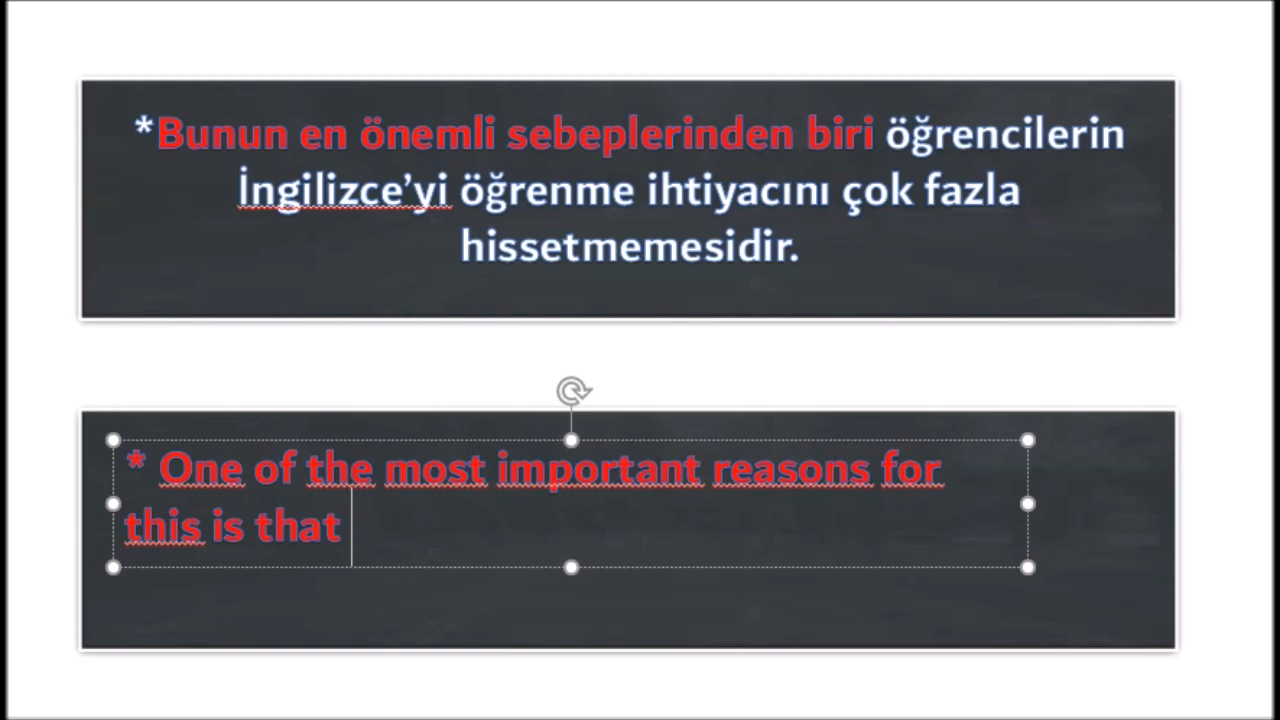 *Bunun en önemli sebeplerinden biri öğrencilerin
İngilizce’yi öğrenme ihtiyacını çok fazla
hissetmemesidir.
* One of the most important reasons for
this is that